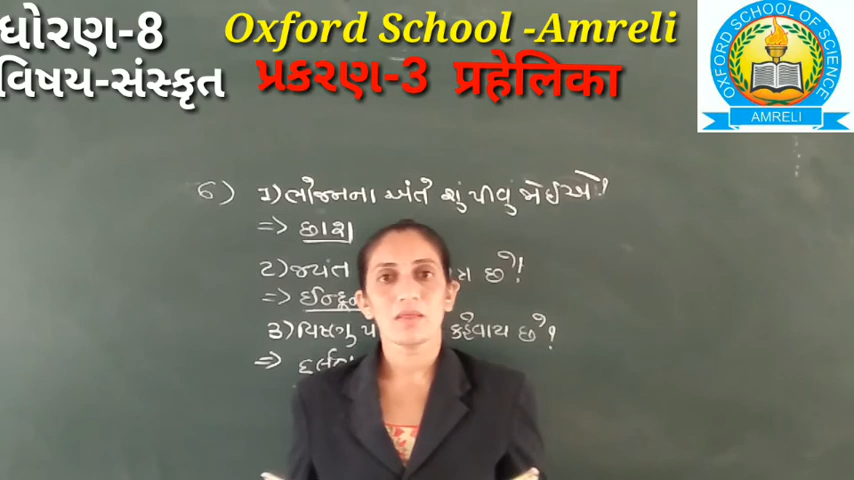 ધોરણ-8
Oxford School -Amreli
વિષય-સંસ્કૃત
પ્રકરણ-3 પ્રહેલિકા
OXFORD SCHOOL OF SCIENCE
AMRELI
6) 1) ભોજનના અંતે શું પીવું જોઈએ?
=> છાશ
2) જયંત છે?
=>
3) વિષ્ણુ કહેવાય છે?
=>